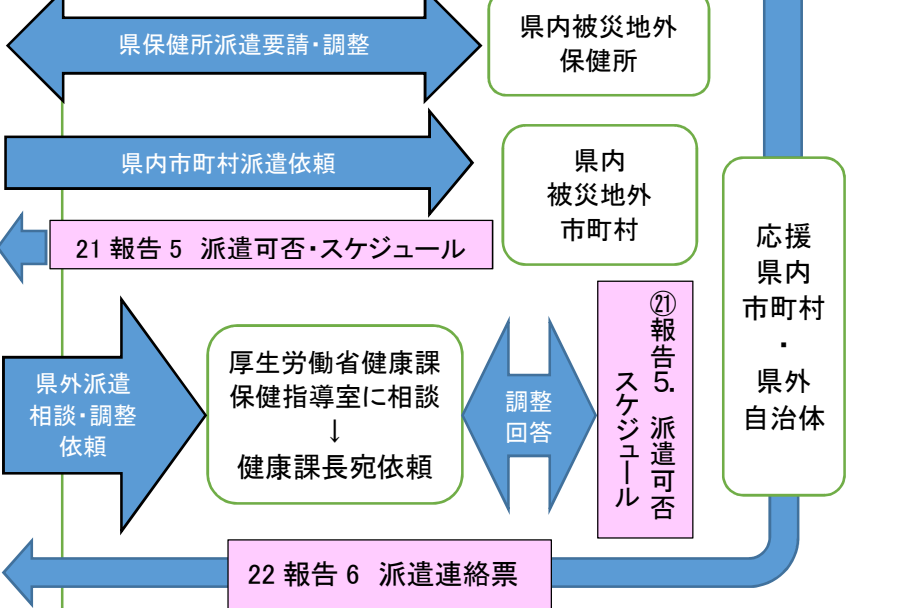 県保健所派遣要請･調整
県内被災地外
保健所
県内市町村派遣依頼
県内
被災地外
市町村
21 報告 5 派遣可否･スケジュール
応援
県内
市町村
・
県外
自治体
県外派遣
相談･調整
依頼
厚生労働省健康課
保健指導室に相談
↓
健康課長宛依頼
調整
回答
㉑報告５．派遣可否
スケジュール
22 報告 6 派遣連絡票